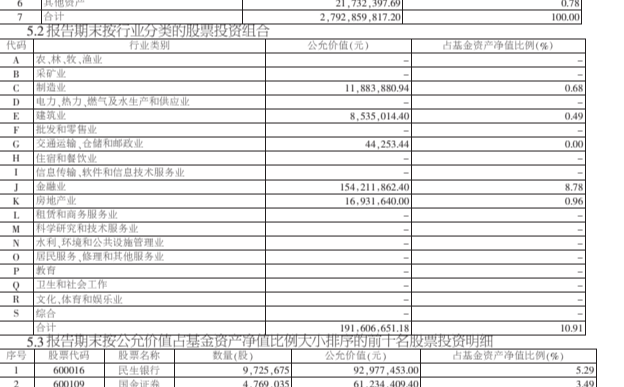 6 其他资产 21,732,397.69 0.78
7 合计 2,792,859,817.20 100.00
5.2 报告期末按行业分类的股票投资组合
代码 行业类别 公允价值(元) 占基金资产净值比例(%)
A 农、林、牧、渔业 – –
B 采矿业 – –
C 制造业 11,883,880.94 0.68
D 电力、热力、燃气及水生产和供应业 – –
E 建筑业 8,535,014.40 0.49
F 批发和零售业 – –
G 交通运输、仓储和邮政业 44,253.44 0.00
H 住宿和餐饮业 – –
I 信息传输、软件和信息技术服务业 – –
J 金融业 154,211,862.40 8.78
K 房地产业 16,931,640.00 0.96
L 租赁和商务服务业 – –
M 科学研究和技术服务业 – –
N 水利、环境和公共设施管理业 – –
O 居民服务、修理和其他服务业 – –
P 教育 – –
Q 卫生和社会工作 – –
R 文化、体育和娱乐业 – –
S 综合 – –
合计 191,606,651.18 10.91
5.3 报告期末按公允价值占基金资产净值比例大小排序的前十名股票投资明细
序号 股票代码 股票名称 数量(股) 公允价值(元) 占基金资产净值比例(%)
1 600016 民生银行 9,725,675 92,977,453.00 5.29
2 600109 国金证券 4,769,035 61,234,409.40 3.49